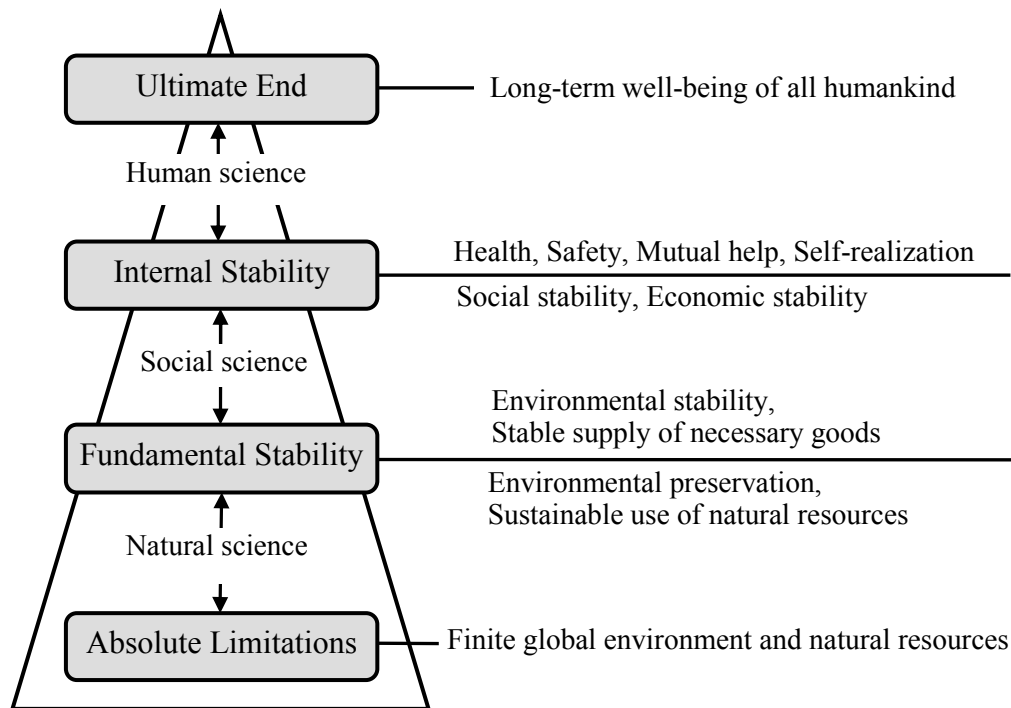 Ultimate End
Long-term well-being of all humankind
Human science
Internal Stability
Health, Safety, Mutual help, Self-realization
Social stability, Economic stability
Social science
Fundamental Stability
Environmental stability,
Stable supply of necessary goods
Environmental preservation,
Sustainable use of natural resources
Natural science
Absolute Limitations
Finite global environment and natural resources